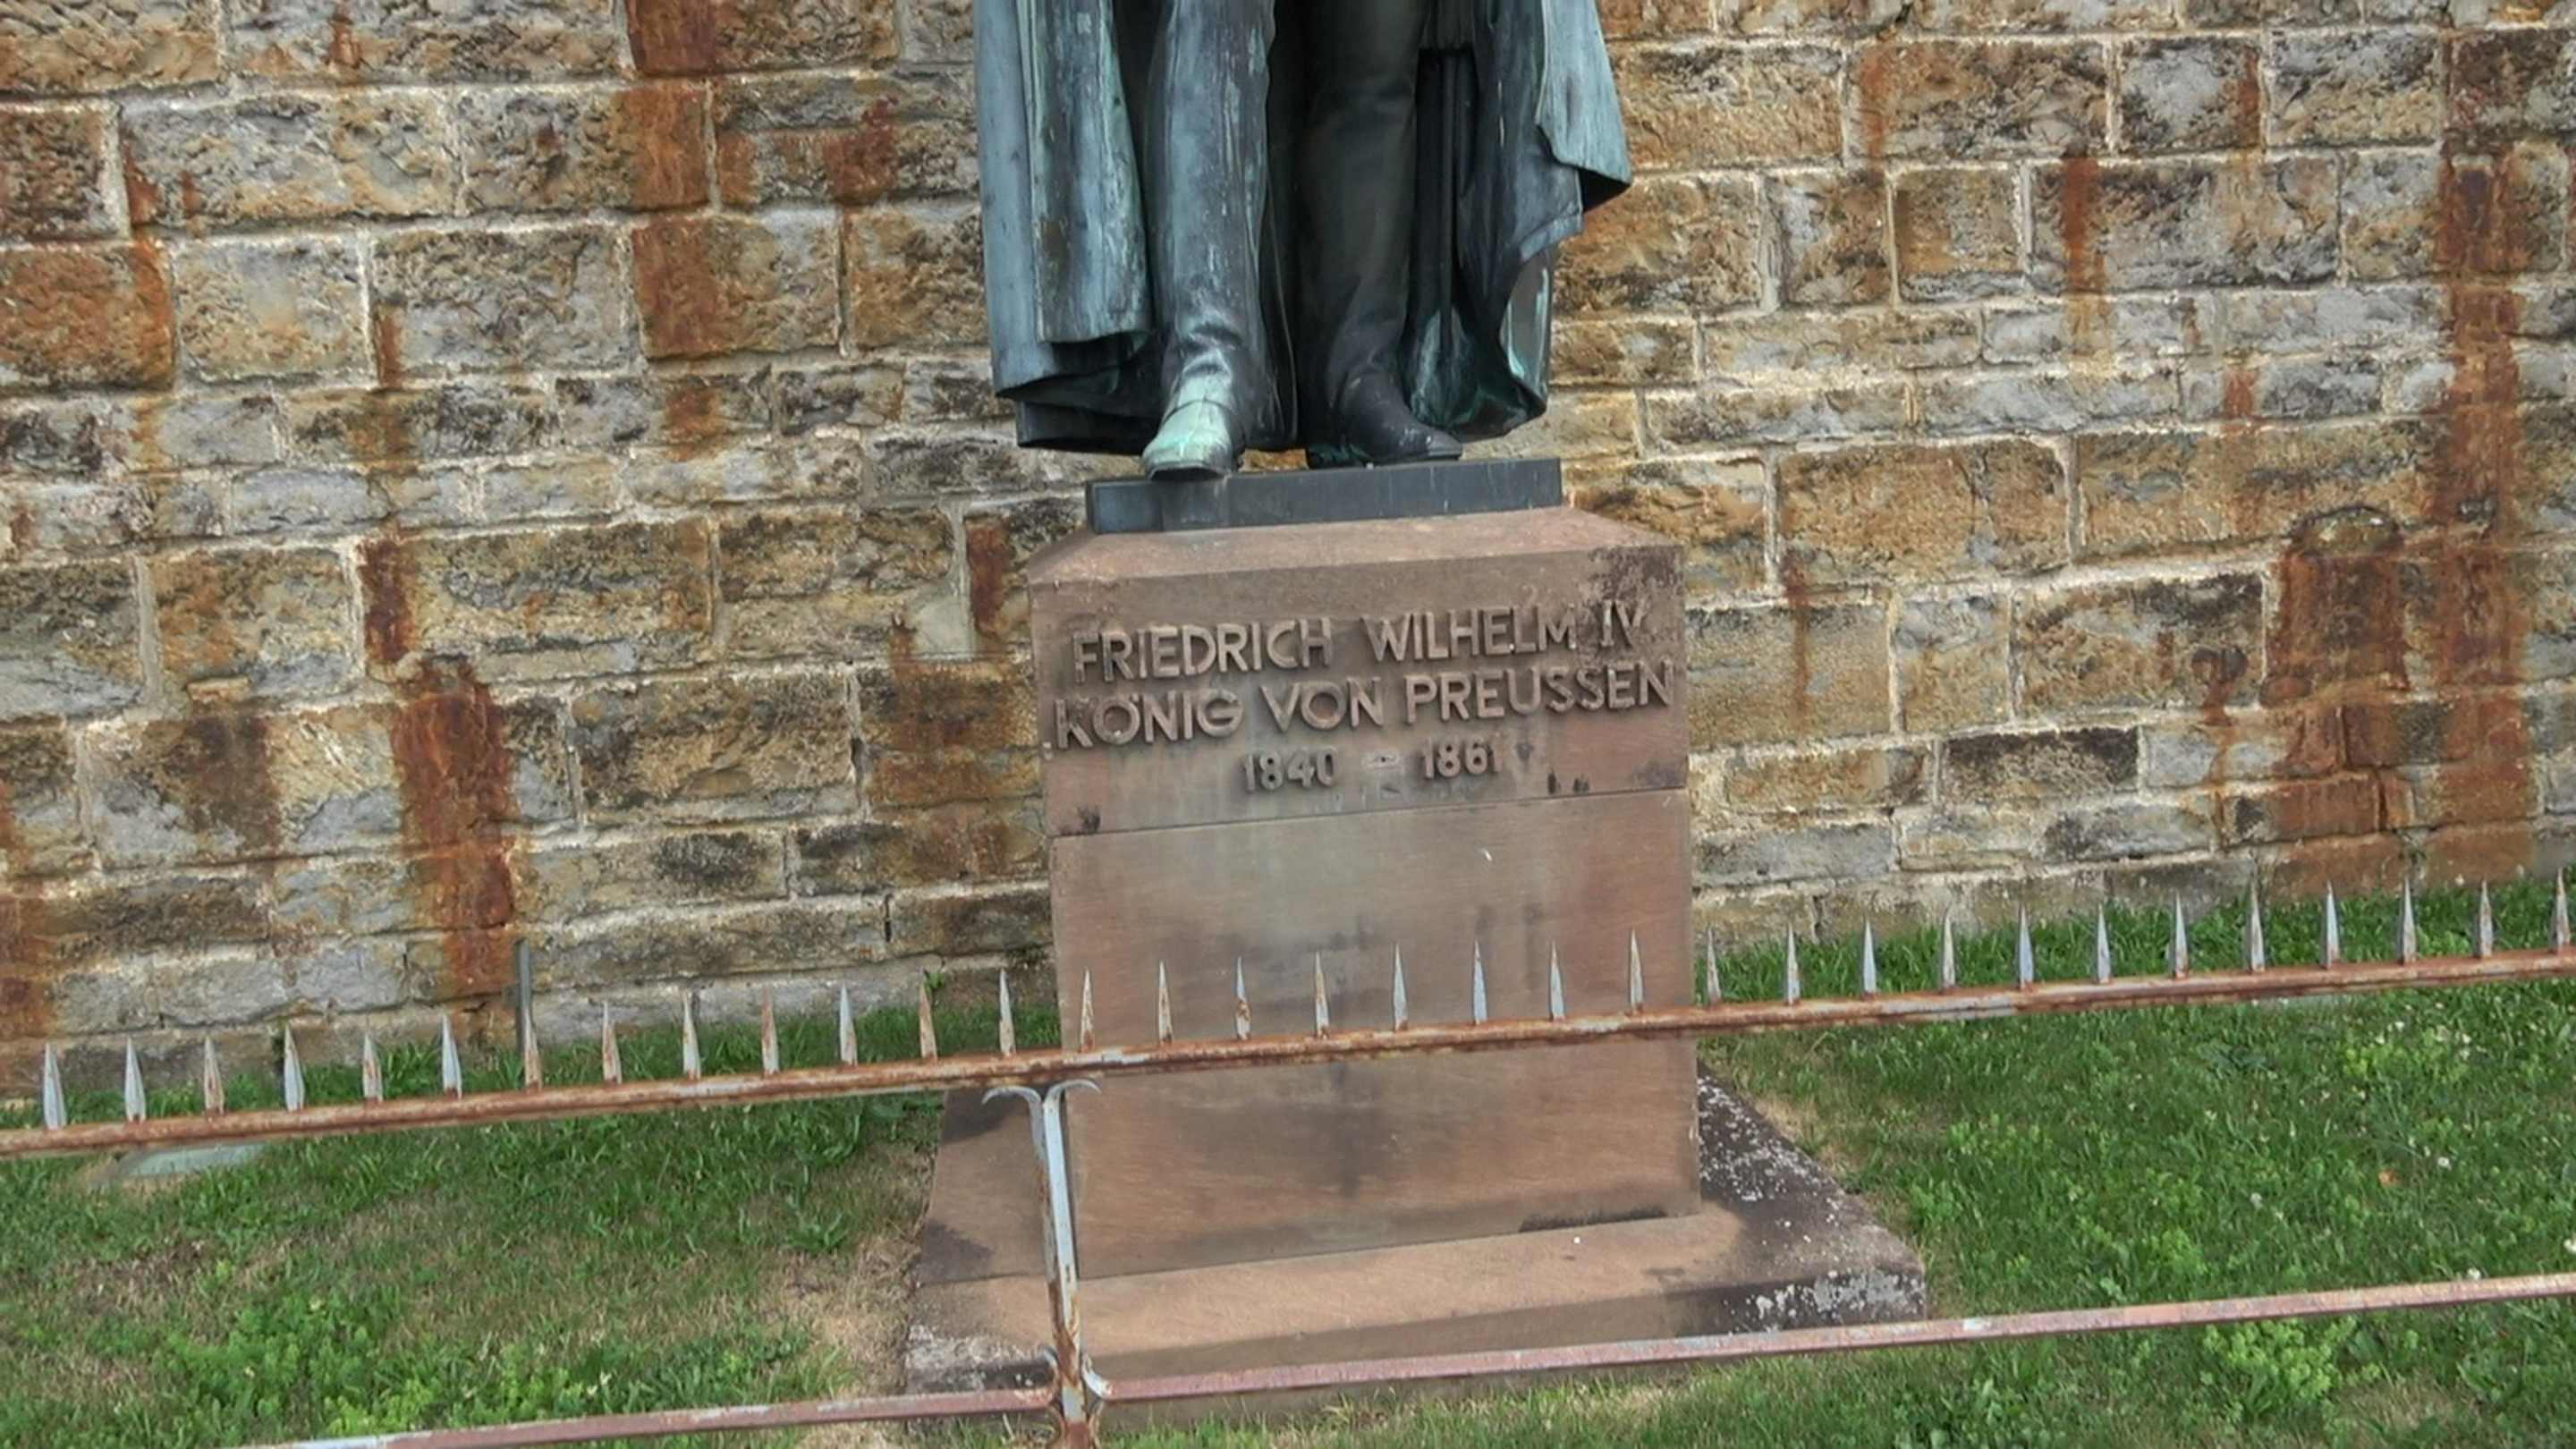 FRIEDRICH WILHELM IV
KÖNIG VON PREUSSEN
1840 – 1861